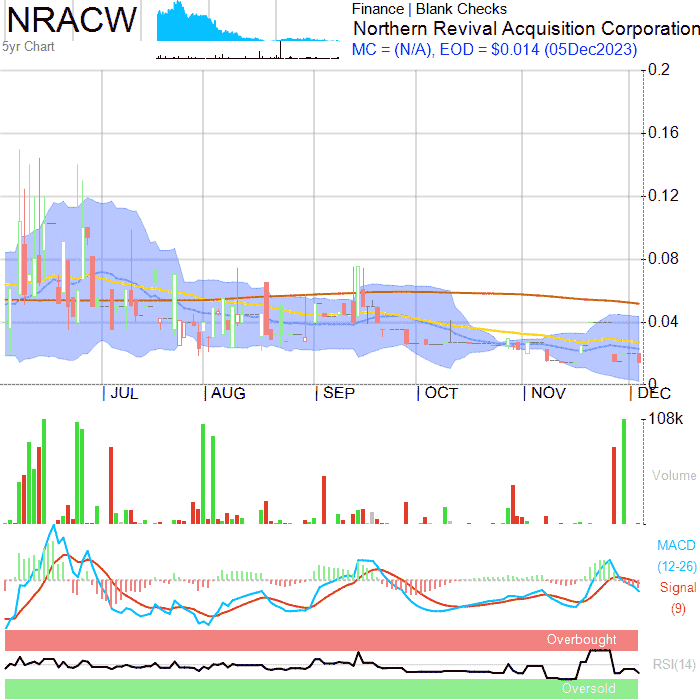 NRACW
5yr Chart
Finance | Blank Checks
Northern Revival Acquisition Corporation
MC = (N/A), EOD = $0.014 (05Dec2023)
0.2
0.16
0.12
0.08
0.04
0
| JUL | AUG | SEP | OCT | NOV | DEC
108k
Volume
MACD
(12-26)
Signal
(9)
Overbought
RSI(14)
Oversold